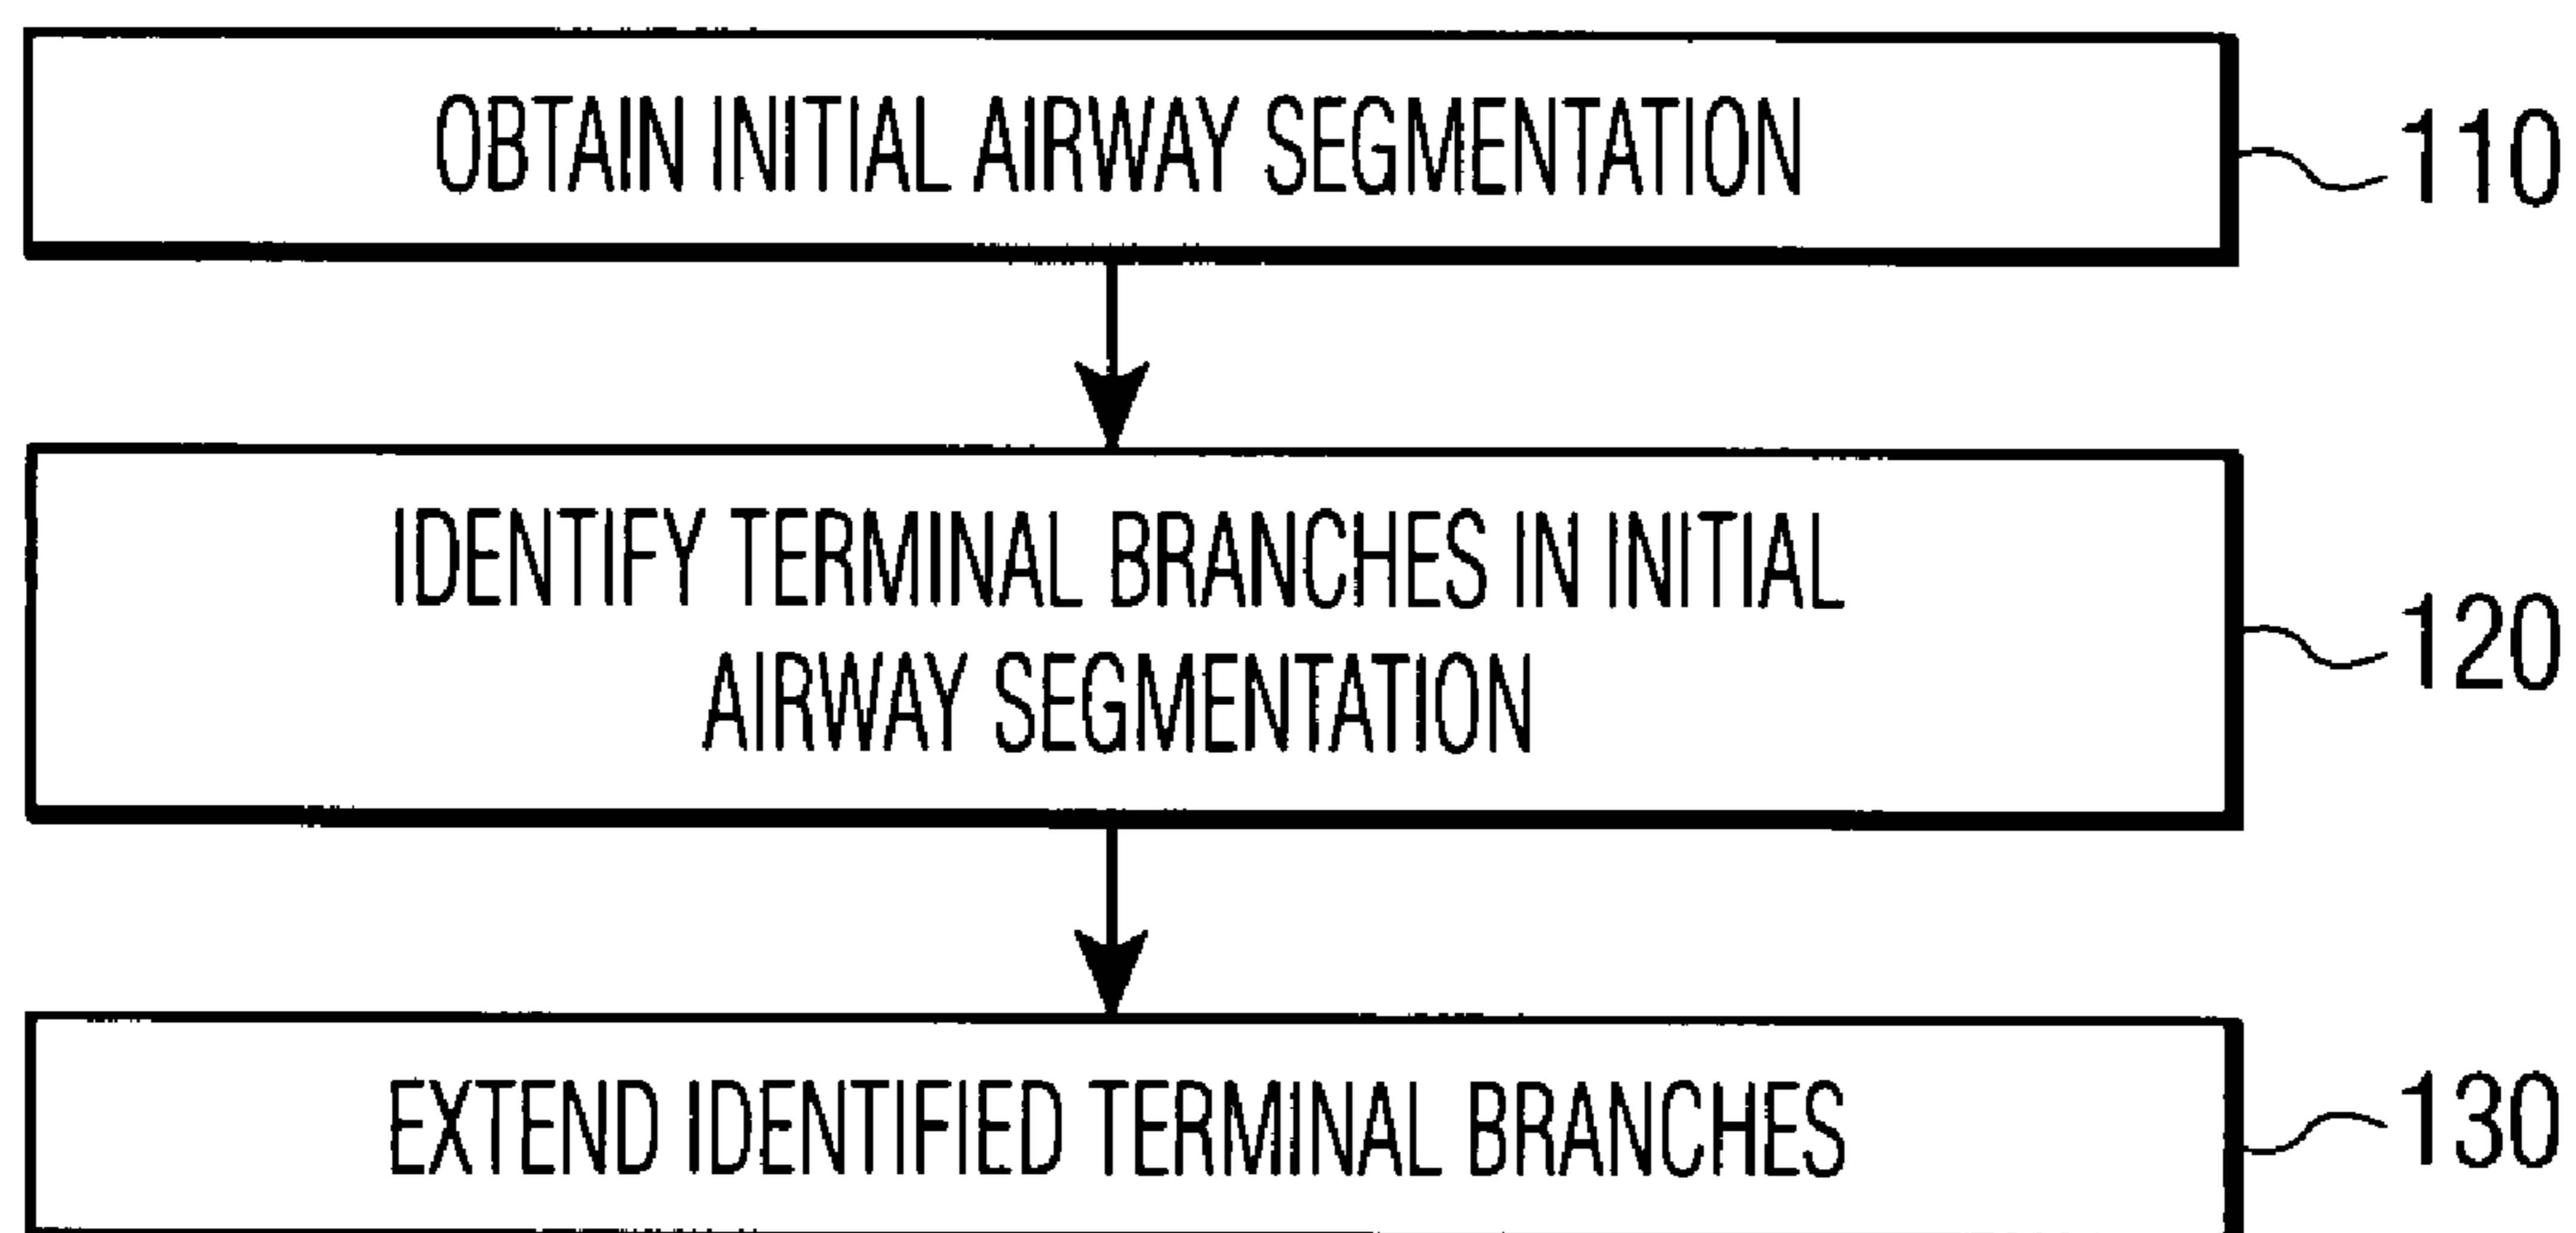 OBTAIN INITIAL AIRWAY SEGMENTATION
110
IDENTIFY TERMINAL BRANCHES IN INITIAL
AIRWAY SEGMENTATION
120
EXTEND IDENTIFIED TERMINAL BRANCHES
130